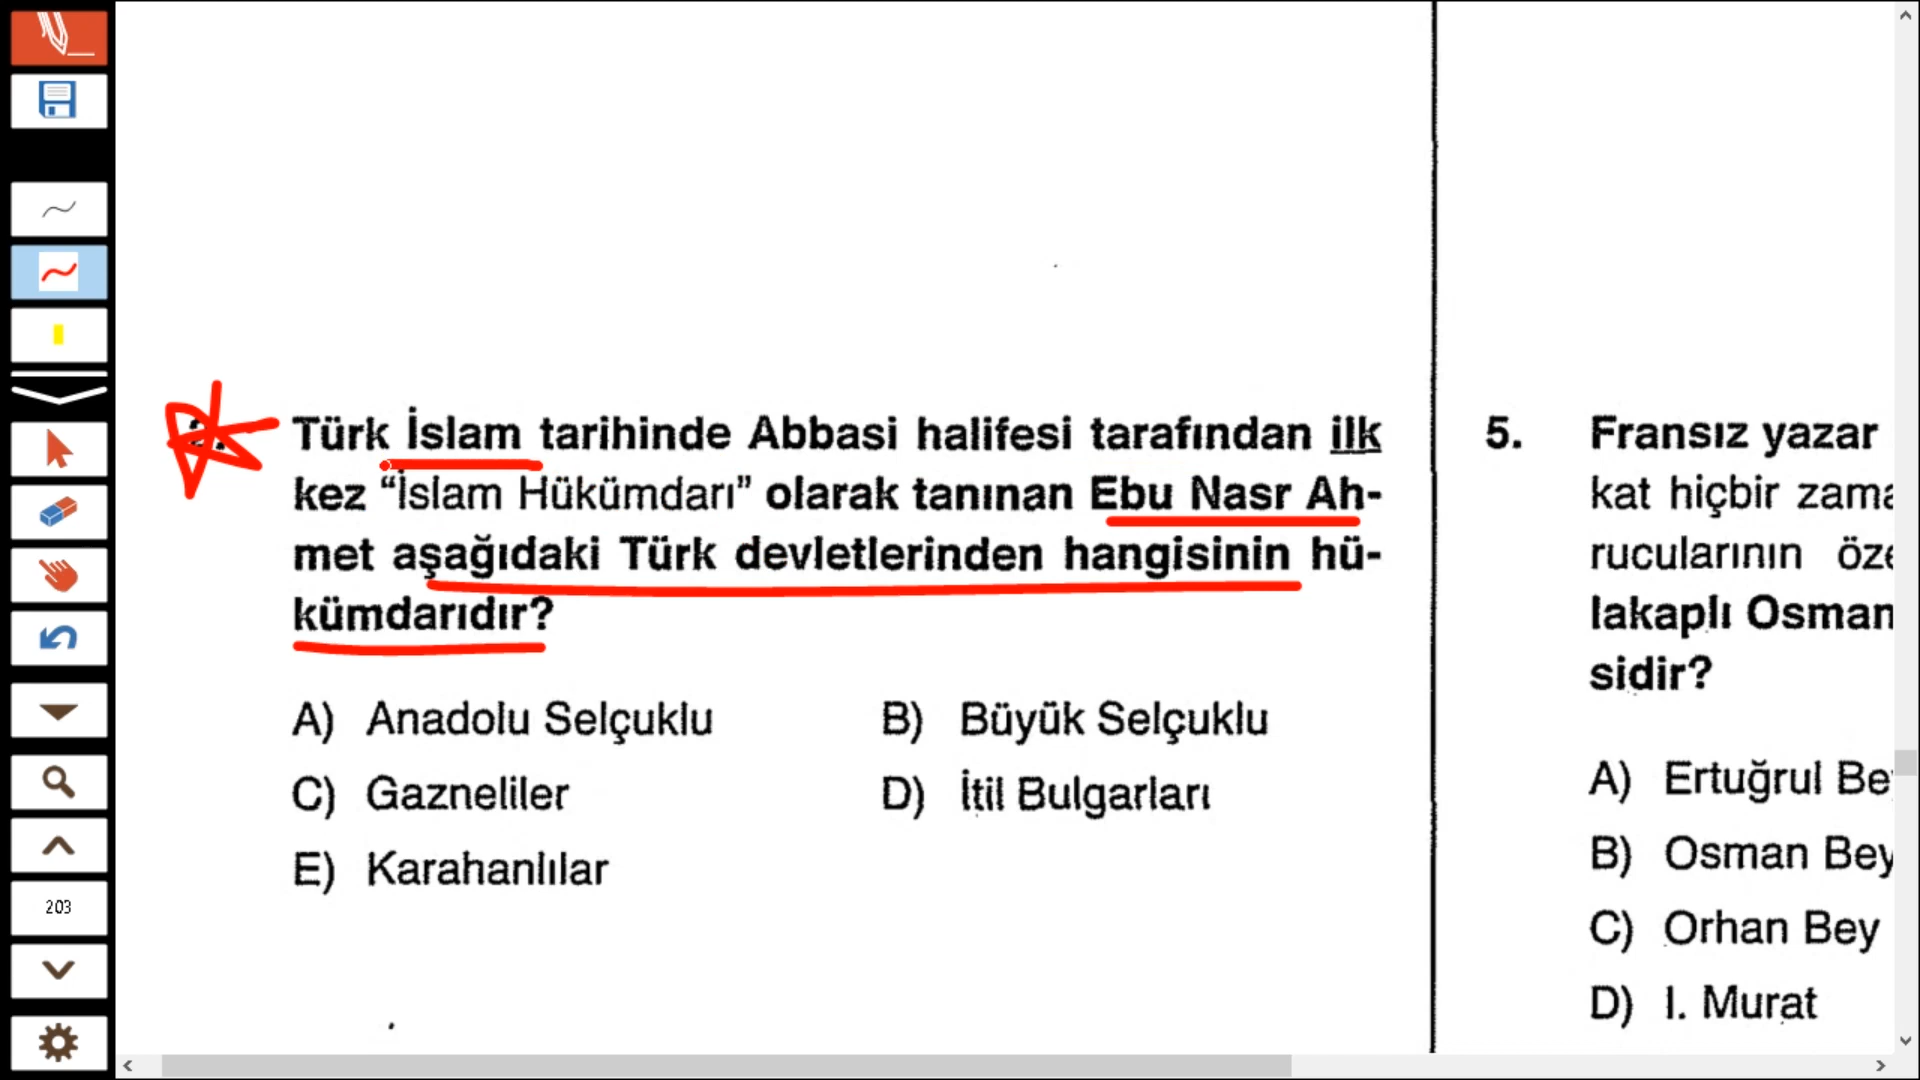 Türk İslam tarihinde Abbasi halifesi tarafından ilk
kez “İslam Hükümdarı” olarak tanınan Ebu Nasr Ah-
met aşağıdaki Türk devletlerinden hangisinin hü-
kümdarıdır?
A) Anadolu Selçuklu
B) Büyük Selçuklu
C) Gazneliler
D) İtil Bulgarları
E) Karahanlılar
5. Fransız yazar
kat hiçbir zama
rucularının öze
lakaplı Osman
sidir?
A) Ertuğrul Be
B) Osman Bey
C) Orhan Bey
D) I. Murat
203